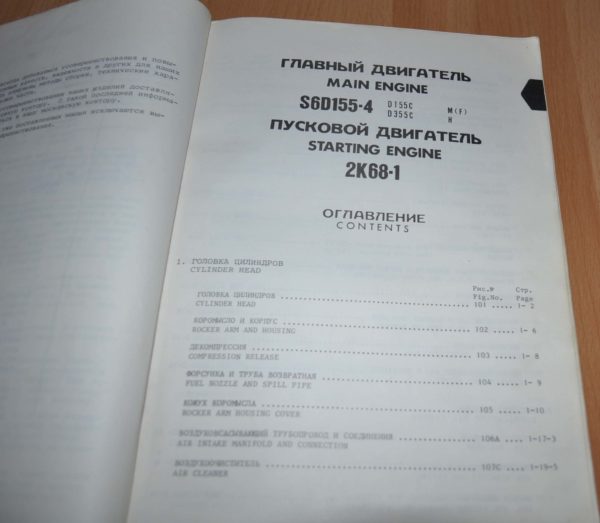 ГЛАВНЫЙ ДВИГАТЕЛЬ
MAIN ENGINE
S6D155-4 D155C M(F)
D355C H
ПУСКОВОЙ ДВИГАТЕЛЬ
STARTING ENGINE
2K68-1
ОГЛАВЛЕНИЕ
CONTENTS
1. ГОЛОВКА ЦИЛИНДРОВ
CYLINDER HEAD
Рис.№ Стр.
Fig.No. Page
ГОЛОВКА ЦИЛИНДРОВ ........ 101 .... 1- 2
CYLINDER HEAD
КОРОМЫСЛО И КОРПУС ........ 102 .... 1- 6
ROCKER ARM AND HOUSING
ДЕКОМПРЕССИЯ ........ 103 .... 1- 8
COMPRESSION RELEASE
ФОРСУНКА И ТРУБА ВОЗВРАТНАЯ ........ 104 .... 1- 9
FUEL NOZZLE AND SPILL PIPE
КОЖУХ КОРОМЫСЛА ........ 105 .... 1-10
ROCKER ARM HOUSING COVER
ВОЗДУХОВСАСЫВАЮЩИЙ ТРУБОПРОВОД И СОЕДИНЕНИЯ ........ 106A .. 1-17-3
AIR INTAKE MANIFOLD AND CONNECTION
ВОЗДУХООЧИСТИТЕЛЬ ........ 107C .. 1-19-5
AIR CLEANER